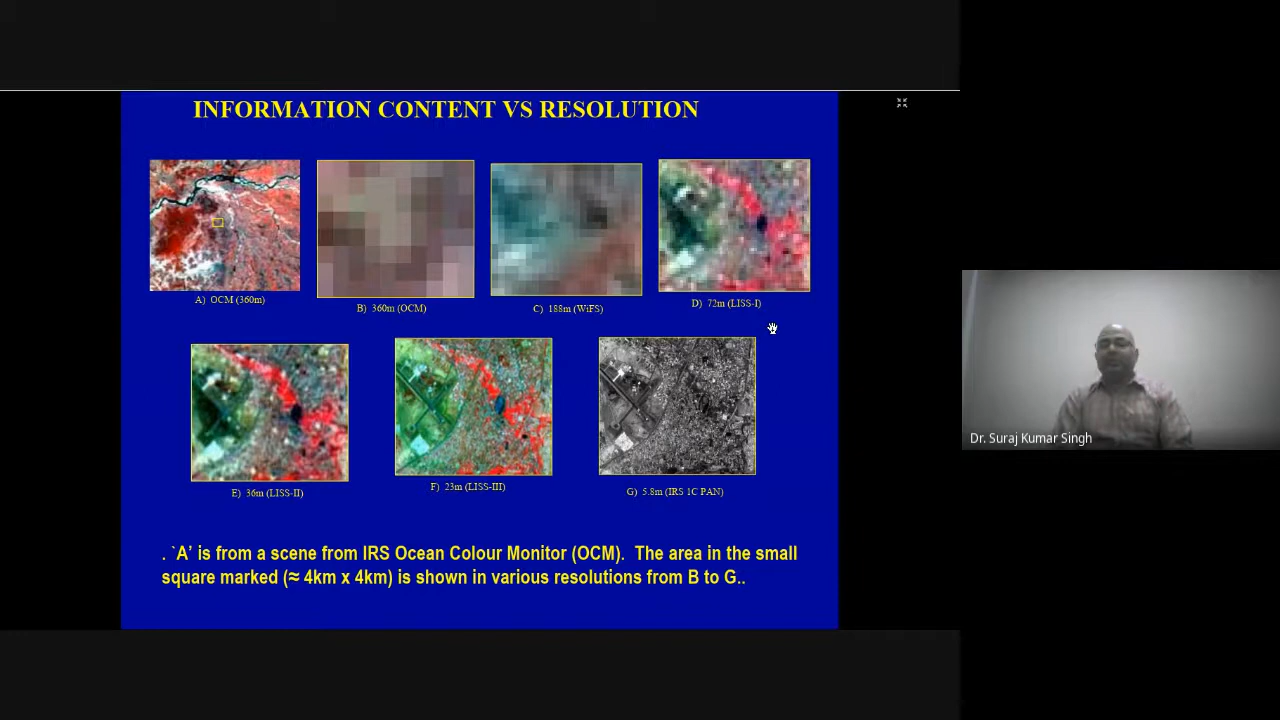 INFORMATION CONTENT VS RESOLUTION
A) OCM (360m)
B) 360m (OCM)
C) 188m (WiFS)
D) 72m (LISS-I)
E) 36m (LISS-II)
F) 23m (LISS-III)
G) 5.8m (IRS 1C PAN)
. `A' is from a scene from IRS Ocean Colour Monitor (OCM). The area in the small
square marked (≈ 4km x 4km) is shown in various resolutions from B to G..
Dr. Suraj Kumar Singh